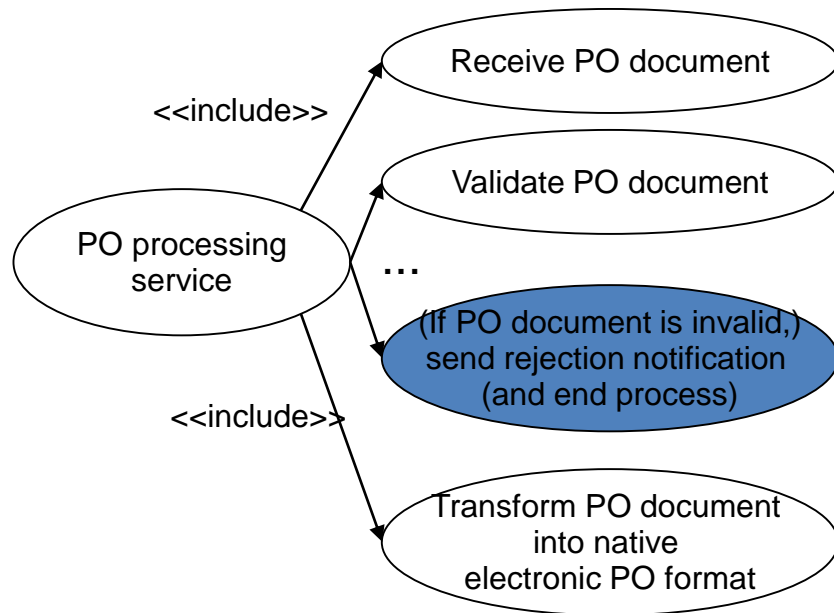 Receive PO document
<<include>>
Validate PO document
PO processing
service
...
(If PO document is invalid,)
send rejection notification
(and end process)
<<include>>
Transform PO document
into native
electronic PO format